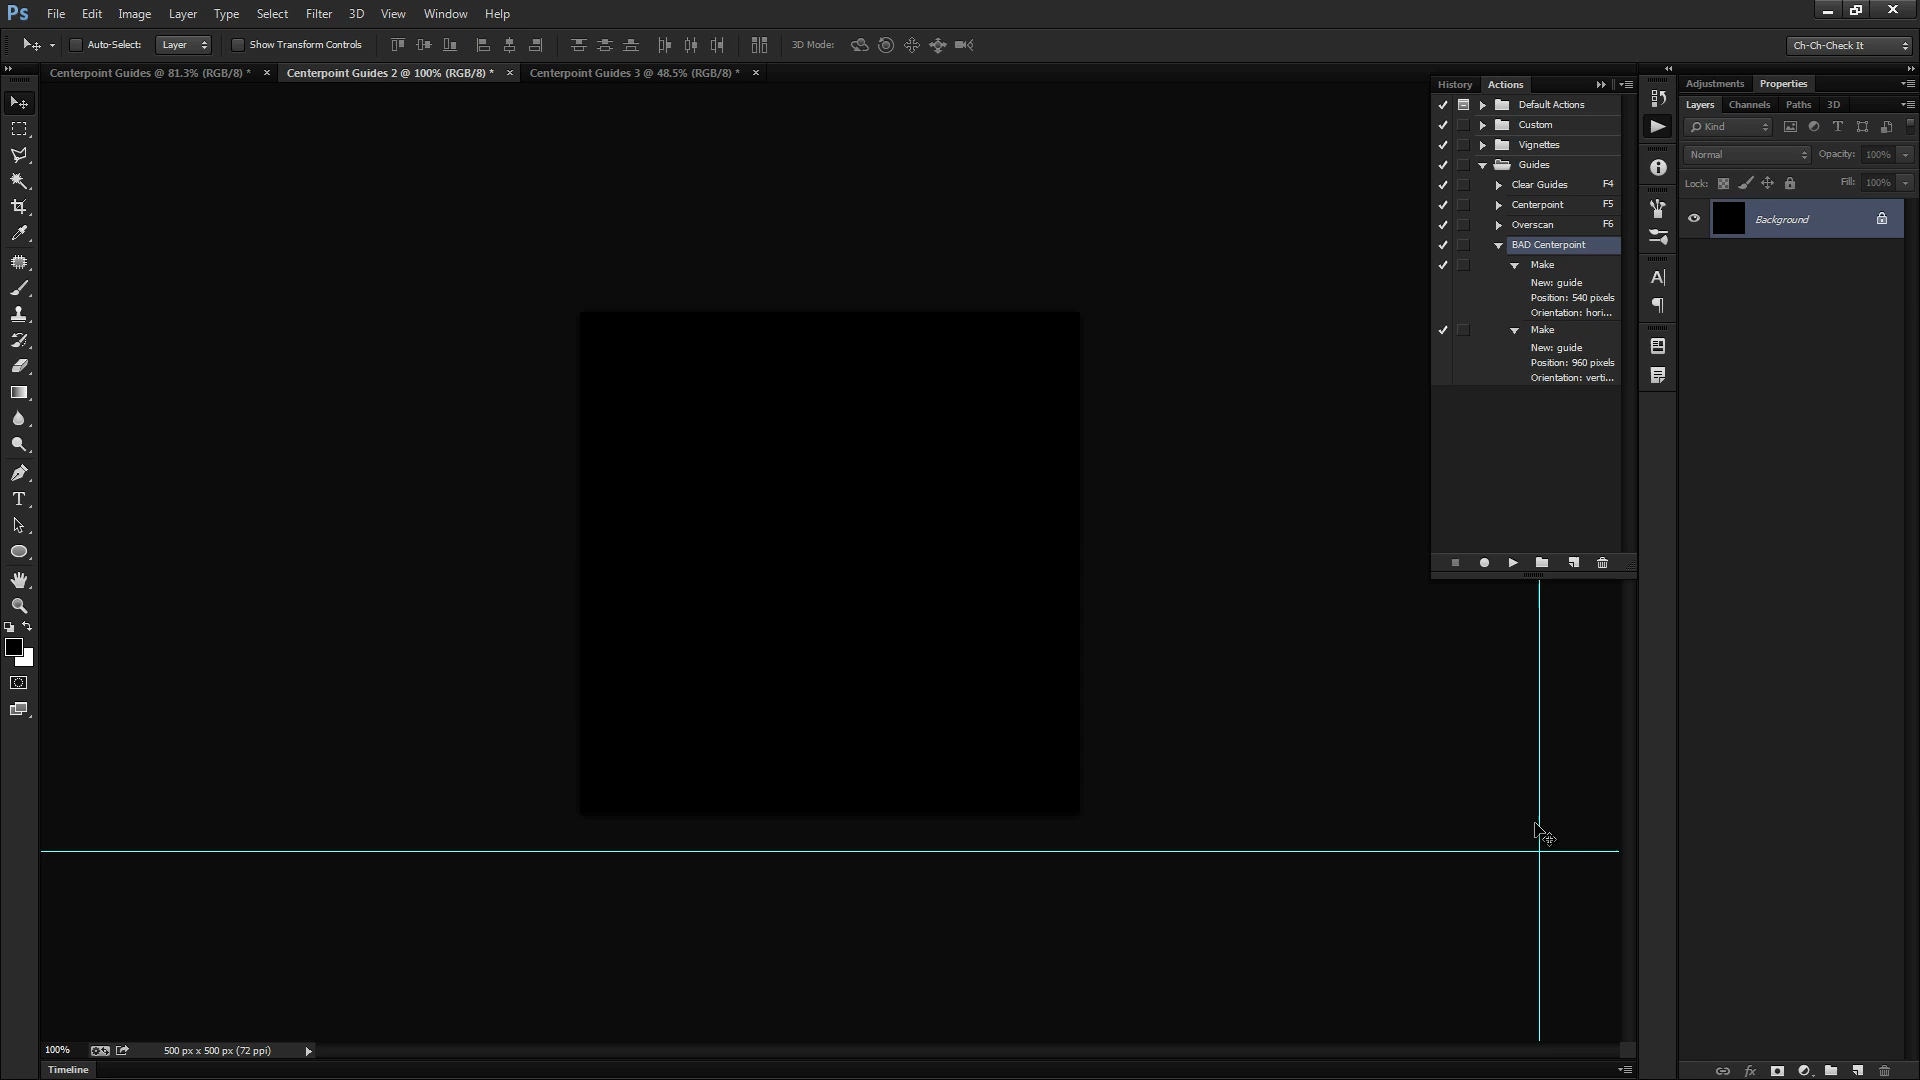 Ps File Edit Image Layer Type Select Filter 3D View Window Help
Auto-Select: Layer Show Transform Controls 3D Mode: Ch-Ch-Check It
Centerpoint Guides @ 81.3% (RGB/8) * × Centerpoint Guides 2 @ 100% (RGB/8) * × Centerpoint Guides 3 @ 48.5% (RGB/8) * ×
History Actions
Default Actions
Custom
Vignettes
Guides
Clear Guides F4
Centerpoint F5
Overscan F6
BAD Centerpoint
Make
New: guide
Position: 540 pixels
Orientation: hori...
Make
New: guide
Position: 960 pixels
Orientation: verti...
Adjustments Properties
Layers Channels Paths 3D
Kind
Normal Opacity: 100%
Lock: Fill: 100%
Background
100% 500 px x 500 px (72 ppi)
Timeline